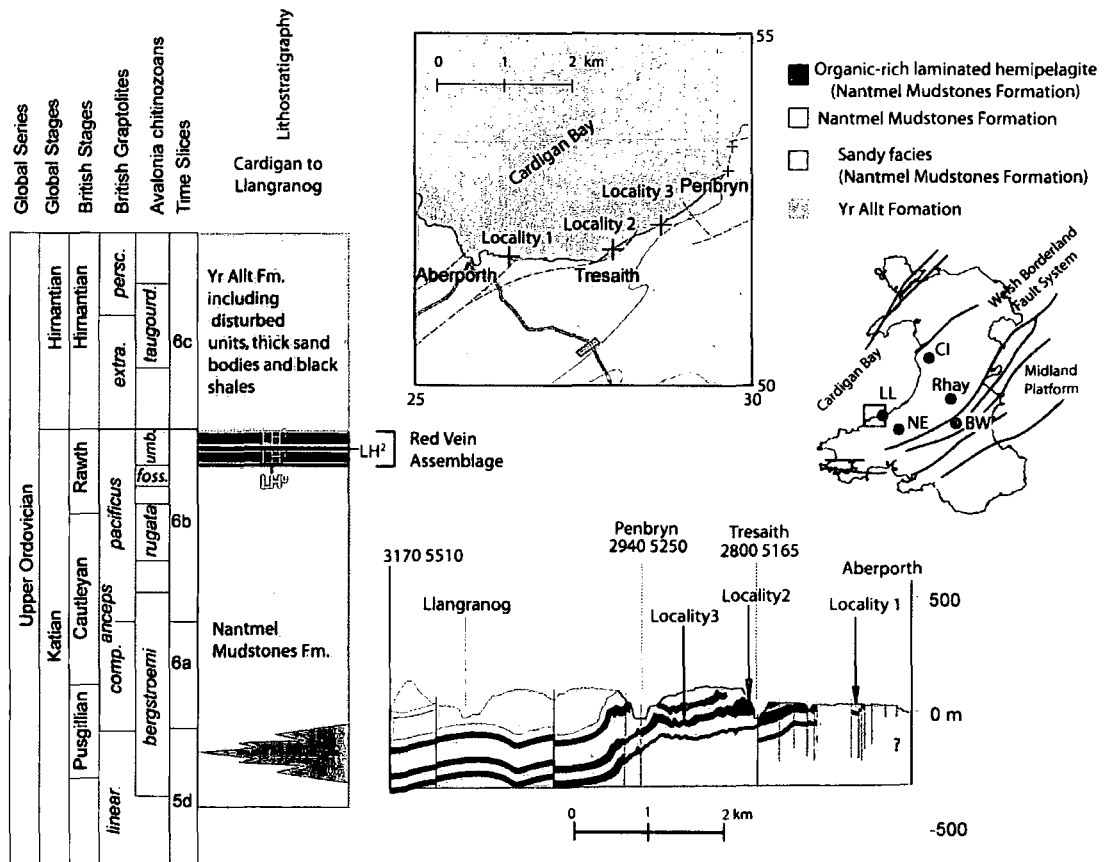 Global Series
Global Stages
British Stages
British Graptolites
Avalonia chitinozoans
Time Slices
Lithostratigraphy
Cardigan to
Llangranog
Upper Ordovician
Hirnantian
Katian
Hirnantian
Rawth
Cautleyan
Pusgillian
persc.
extra.
pacificus
anceps
comp.
linear.
taugourd.
umb.
foss.
rugata
bergstroemi
6c
6b
6a
5d
Yr Allt Fm.
including
disturbed
units, thick sand
bodies and black
shales
LH²
Red Vein
Assemblage
Nantmel
Mudstones Fm.
0 1 2 km
55
50
25
30
Cardigan Bay
Locality 1
Locality 2
Locality 3
Penbryn
Aberporth
Tresaith
Organic-rich laminated hemipelagite
(Nantmel Mudstones Formation)
Nantmel Mudstones Formation
Sandy facies
(Nantmel Mudstones Formation)
Yr Allt Fomation
Welsh Borderland
Fault System
Cardigan Bay
Midland
Platform
CI
Rhay
LL
NE
BW
3170 5510
Penbryn
2940 5250
Tresaith
2800 5165
Aberporth
Llangranog
Locality3
Locality2
Locality 1
500
0 m
-500
?
0 1 2 km